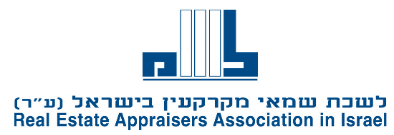 לשכת שמאי מקרקעין בישראל (ע״ר)
Real Estate Appraisers Association in Israel